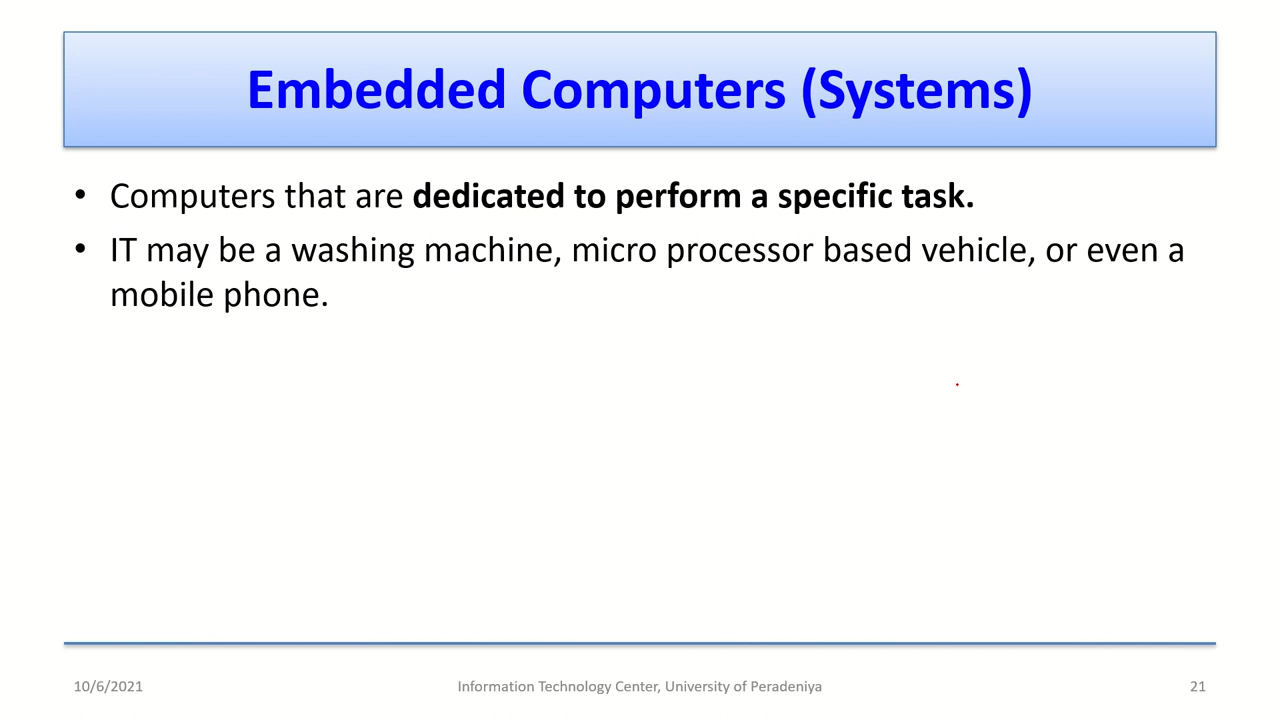 Embedded Computers (Systems)
• Computers that are dedicated to perform a specific task.
• IT may be a washing machine, micro processor based vehicle, or even a
mobile phone.
10/6/2021 Information Technology Center, University of Peradeniya 21